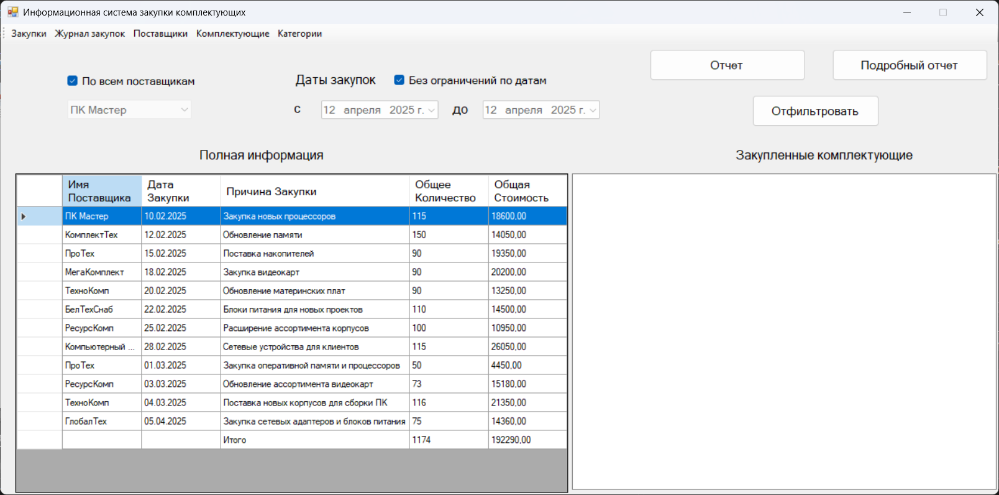 Информационная система закупки комплектующих
Закупки Журнал закупок Поставщики Комплектующие Категории
Отчет Подробный отчет
По всем поставщикам Даты закупок Без ограничений по датам
ПК Мастер с 12 апреля 2025 г. до 12 апреля 2025 г. Отфильтровать
Полная информация Закупленные комплектующие
Имя Поставщика Дата Закупки Причина Закупки Общее Количество Общая Стоимость
ПК Мастер 10.02.2025 Закупка новых процессоров 115 18600,00
КомплектТех 12.02.2025 Обновление памяти 150 14050,00
ПроТех 15.02.2025 Поставка накопителей 90 19350,00
МегаКомплект 18.02.2025 Закупка видеокарт 90 20200,00
ТехноКомп 20.02.2025 Обновление материнских плат 90 13250,00
БелТехСнаб 22.02.2025 Блоки питания для новых проектов 110 14500,00
РесурсКомп 25.02.2025 Расширение ассортимента корпусов 100 10950,00
Компьютерный ... 28.02.2025 Сетевые устройства для клиентов 115 26050,00
ПроТех 01.03.2025 Закупка оперативной памяти и процессоров 50 4450,00
РесурсКомп 03.03.2025 Обновление ассортимента видеокарт 73 15180,00
ТехноКомп 04.03.2025 Поставка новых корпусов для сборки ПК 116 21350,00
ГлобалТех 05.04.2025 Закупка сетевых адаптеров и блоков питания 75 14360,00
Итого 1174 192290,00